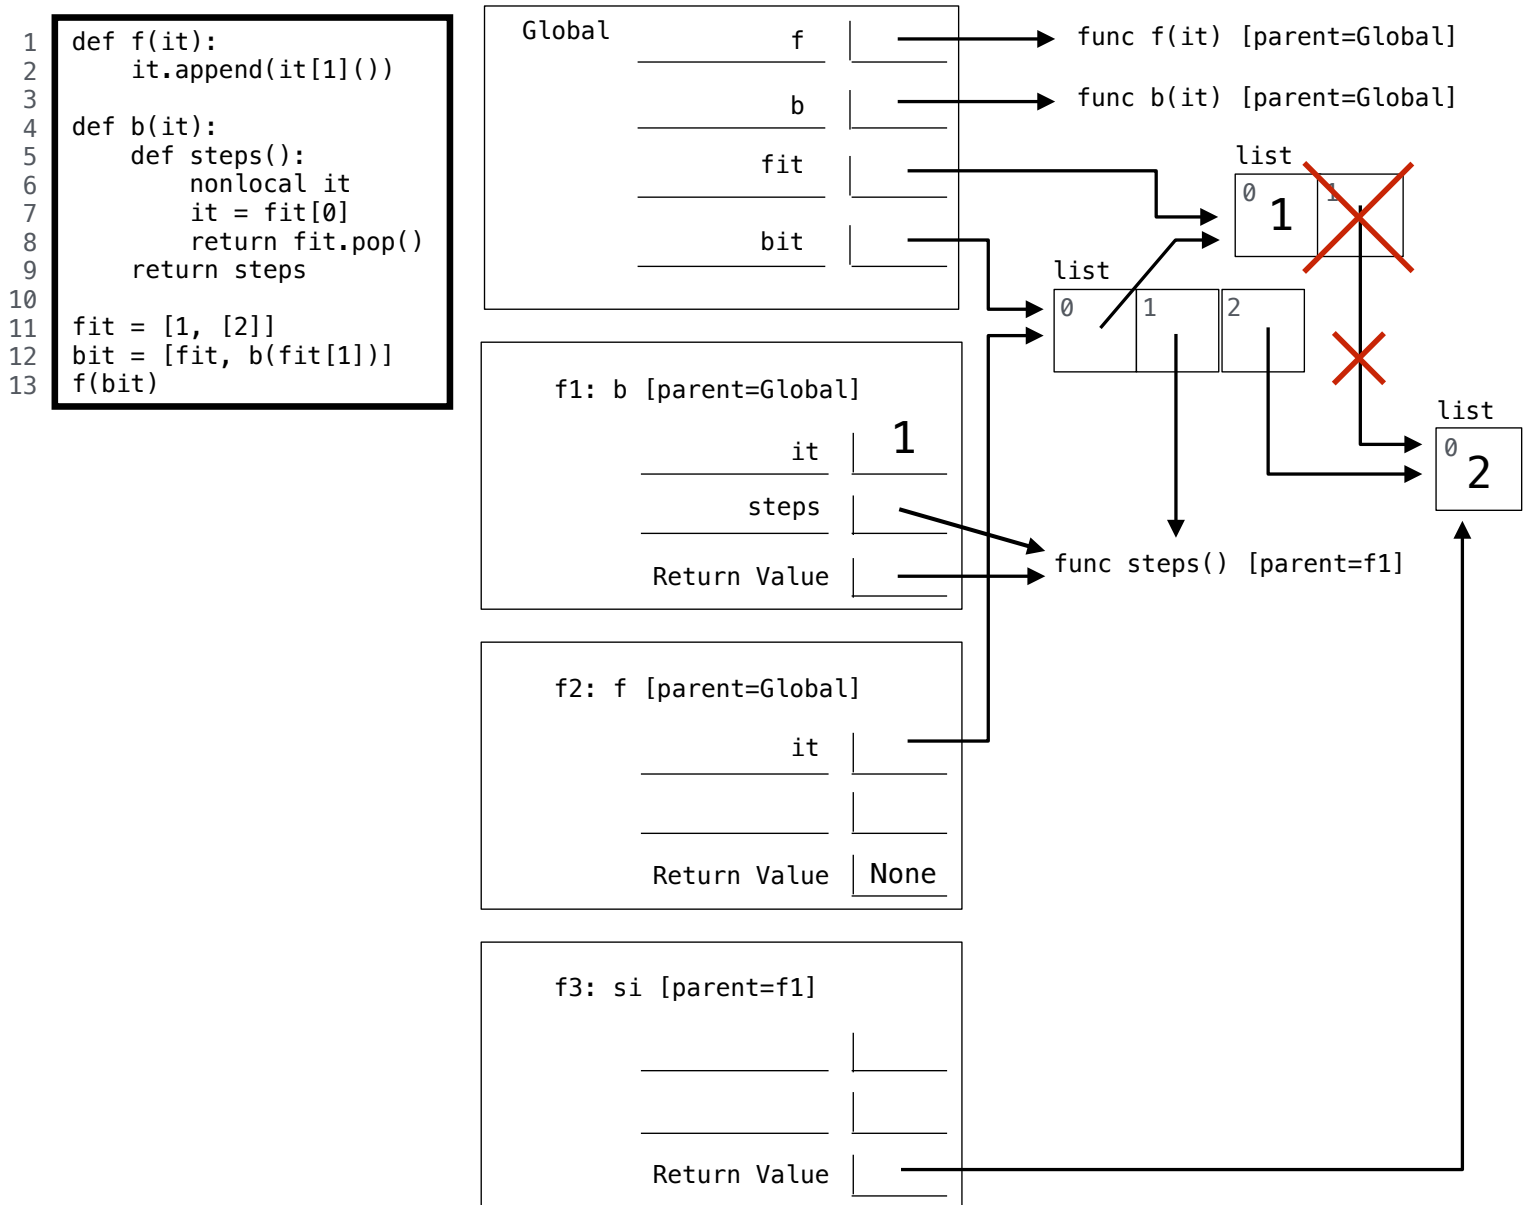 1 def f(it):
2 it.append(it[1]())
3
4 def b(it):
5 def steps():
6 nonlocal it
7 it = fit[0]
8 return fit.pop()
9 return steps
10
11 fit = [1, [2]]
12 bit = [fit, b(fit[1])]
13 f(bit)
Global
f
func f(it) [parent=Global]
b
func b(it) [parent=Global]
fit
list
0 1 1
bit
list
0 1 2
f1: b [parent=Global]
it 1
steps
Return Value
func steps() [parent=f1]
list
0 2
f2: f [parent=Global]
it
Return Value None
f3: si [parent=f1]
Return Value